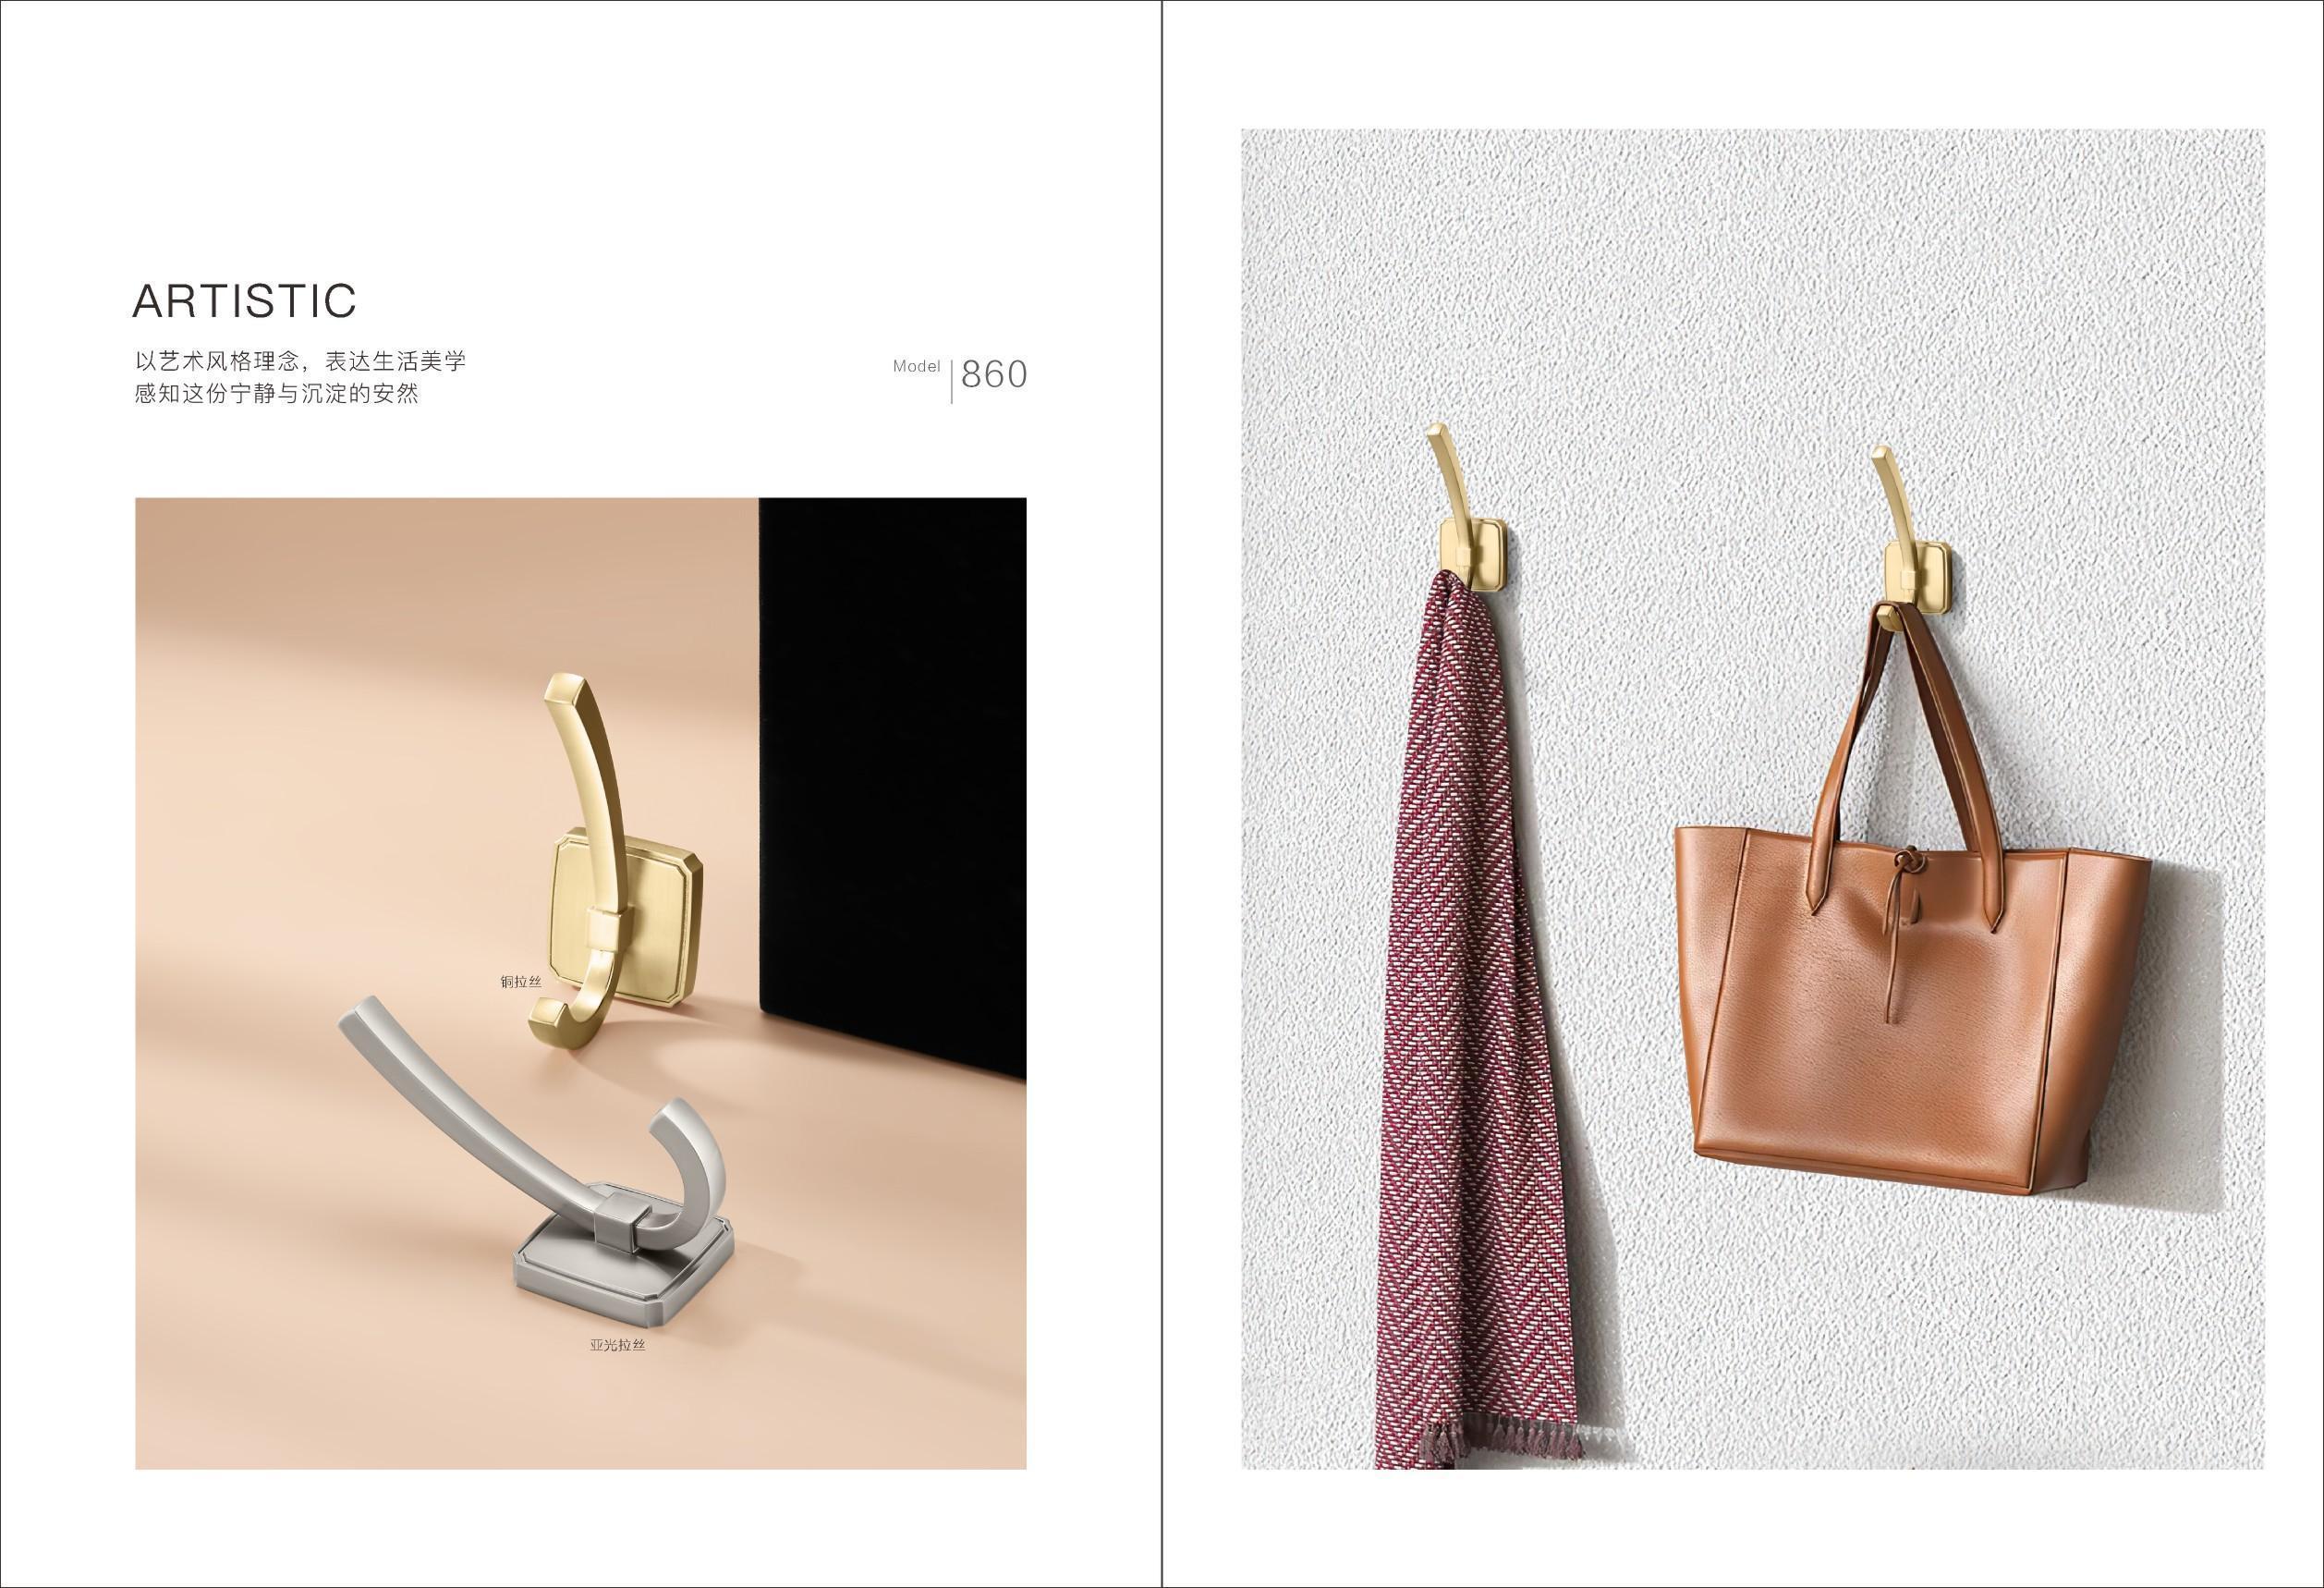 ARTISTIC
以艺术风格理念，表达生活美学
感知这份宁静与沉淀的安然
Model 860
铜拉丝
亚光拉丝